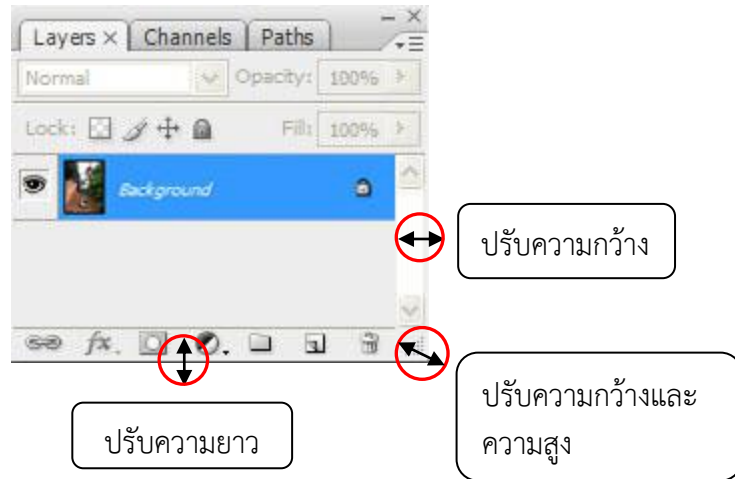 Layers × Channels Paths
Normal Opacity: 100%
Lock: Fill: 100%
Background
ปรับความกว้าง
fx.
ปรับความกว้างและ
ความสูง
ปรับความยาว